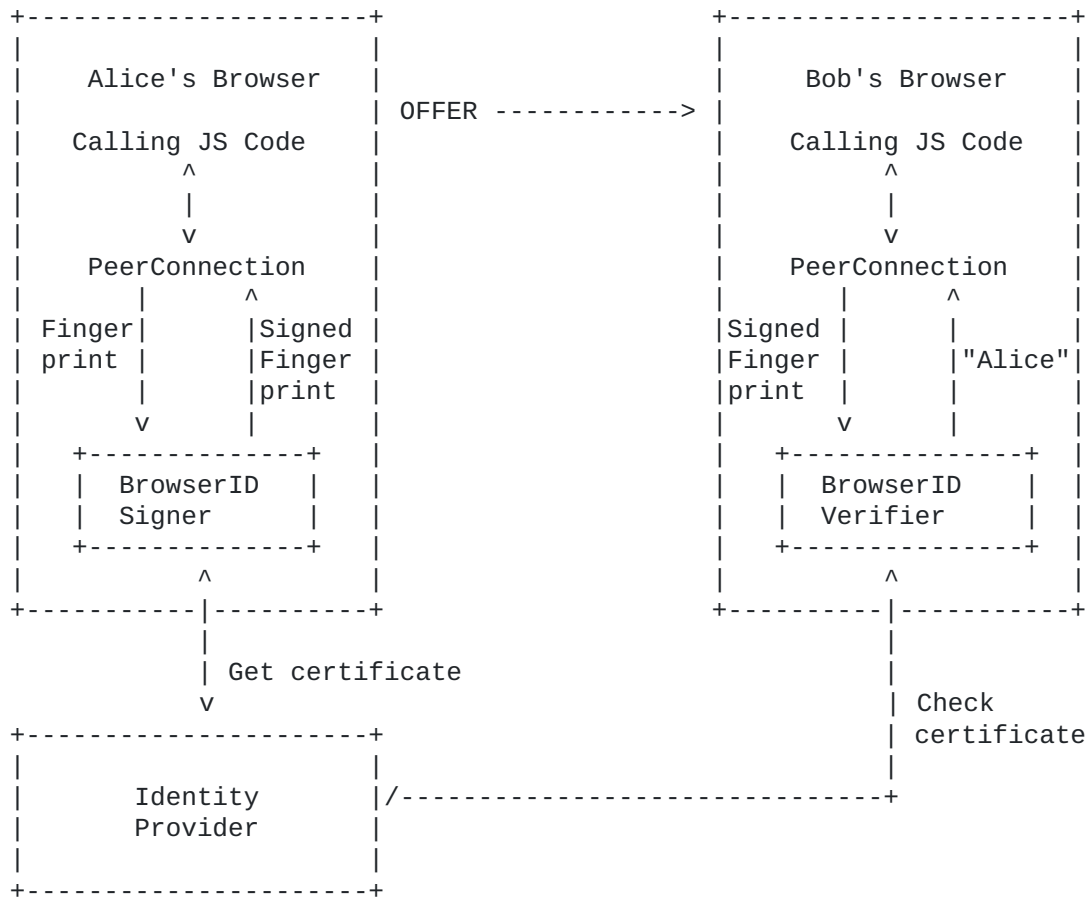 Alice's Browser
Bob's Browser
OFFER ------------>
Calling JS Code
Calling JS Code
PeerConnection
PeerConnection
Finger
print
Signed
Finger
print
Signed
Finger
print
"Alice"
BrowserID
Signer
BrowserID
Verifier
Get certificate
Check
certificate
Identity
Provider